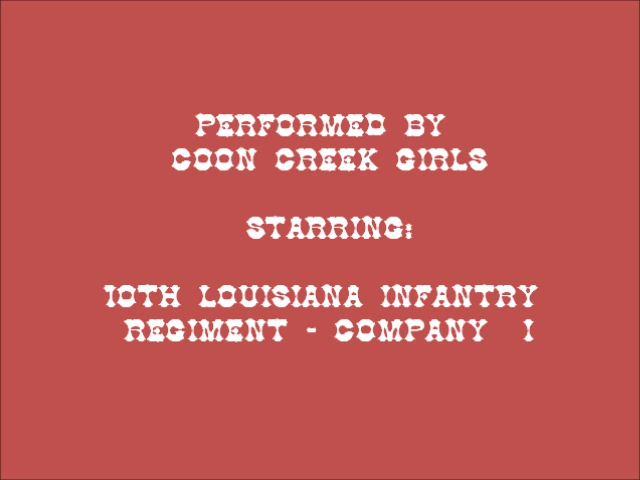 PERFORMED BY
COON CREEK GIRLS
STARRING:
10TH LOUISIANA INFANTRY
REGIMENT - COMPANY I